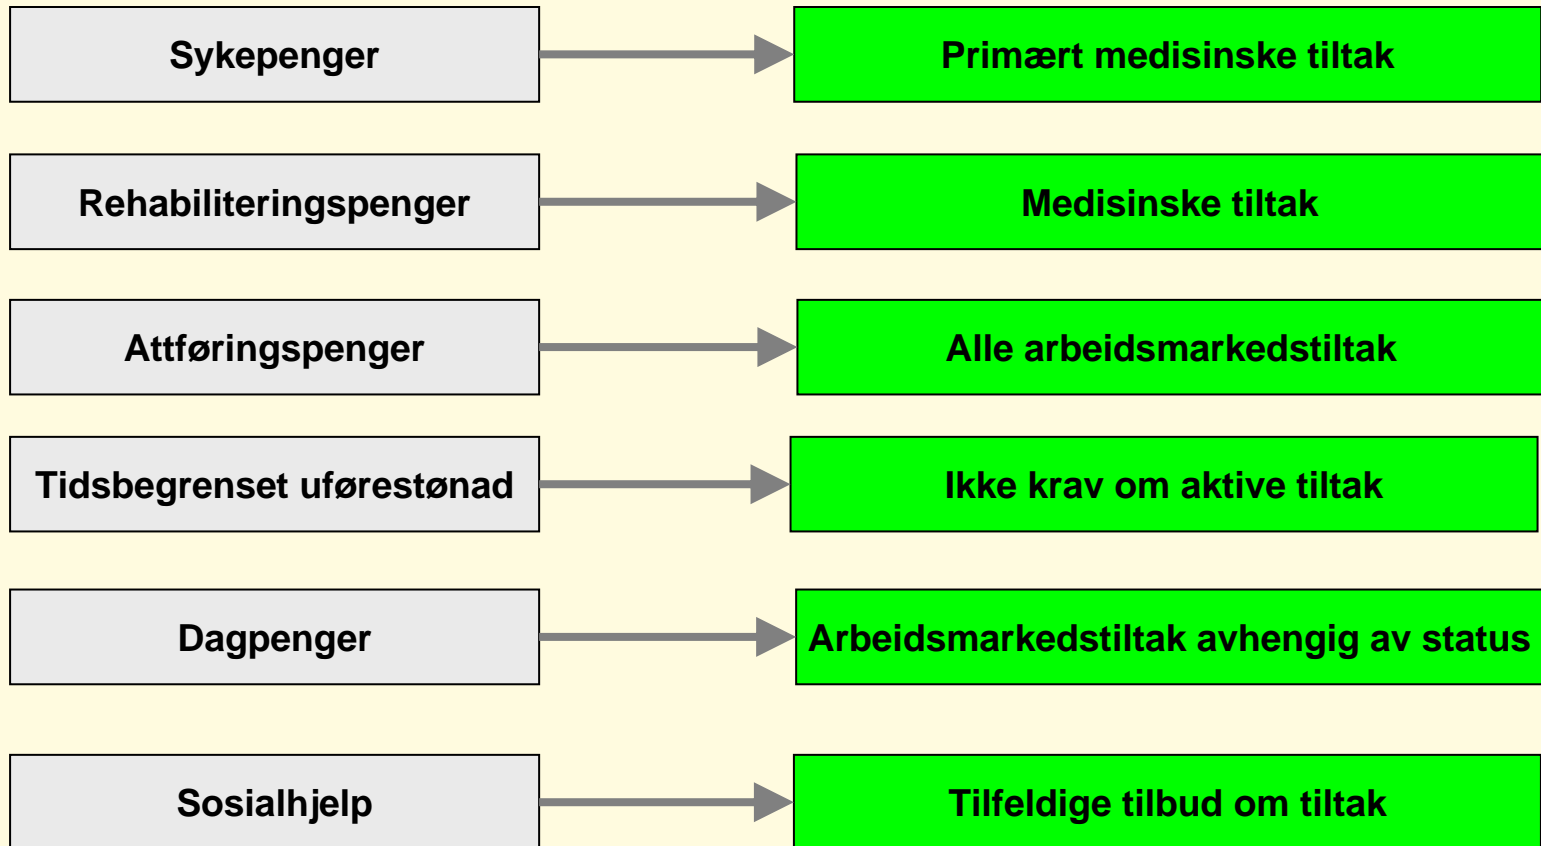 Sykepenger
Primært medisinske tiltak
Rehabiliteringspenger
Medisinske tiltak
Attføringspenger
Alle arbeidsmarkedstiltak
Tidsbegrenset uførestønad
Ikke krav om aktive tiltak
Dagpenger
Arbeidsmarkedstiltak avhengig av status
Sosialhjelp
Tilfeldige tilbud om tiltak